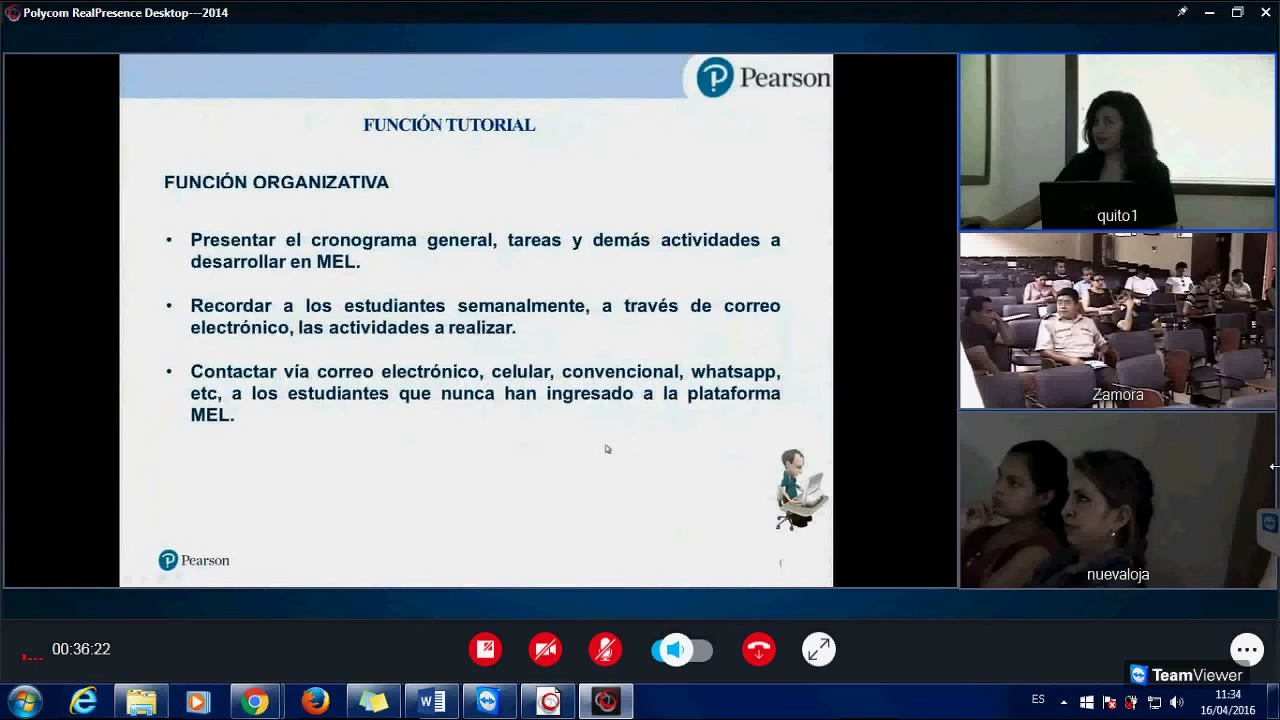 Polycom RealPresence Desktop---2014
Pearson
FUNCIÓN TUTORIAL
FUNCIÓN ORGANIZATIVA
• Presentar el cronograma general, tareas y demás actividades a
desarrollar en MEL.
• Recordar a los estudiantes semanalmente, a través de correo
electrónico, las actividades a realizar.
• Contactar vía correo electrónico, celular, convencional, whatsapp,
etc, a los estudiantes que nunca han ingresado a la plataforma
MEL.
Pearson
quito1
Zamora
nuevaloja
00:36:22
TeamViewer
ES
11:34
16/04/2016